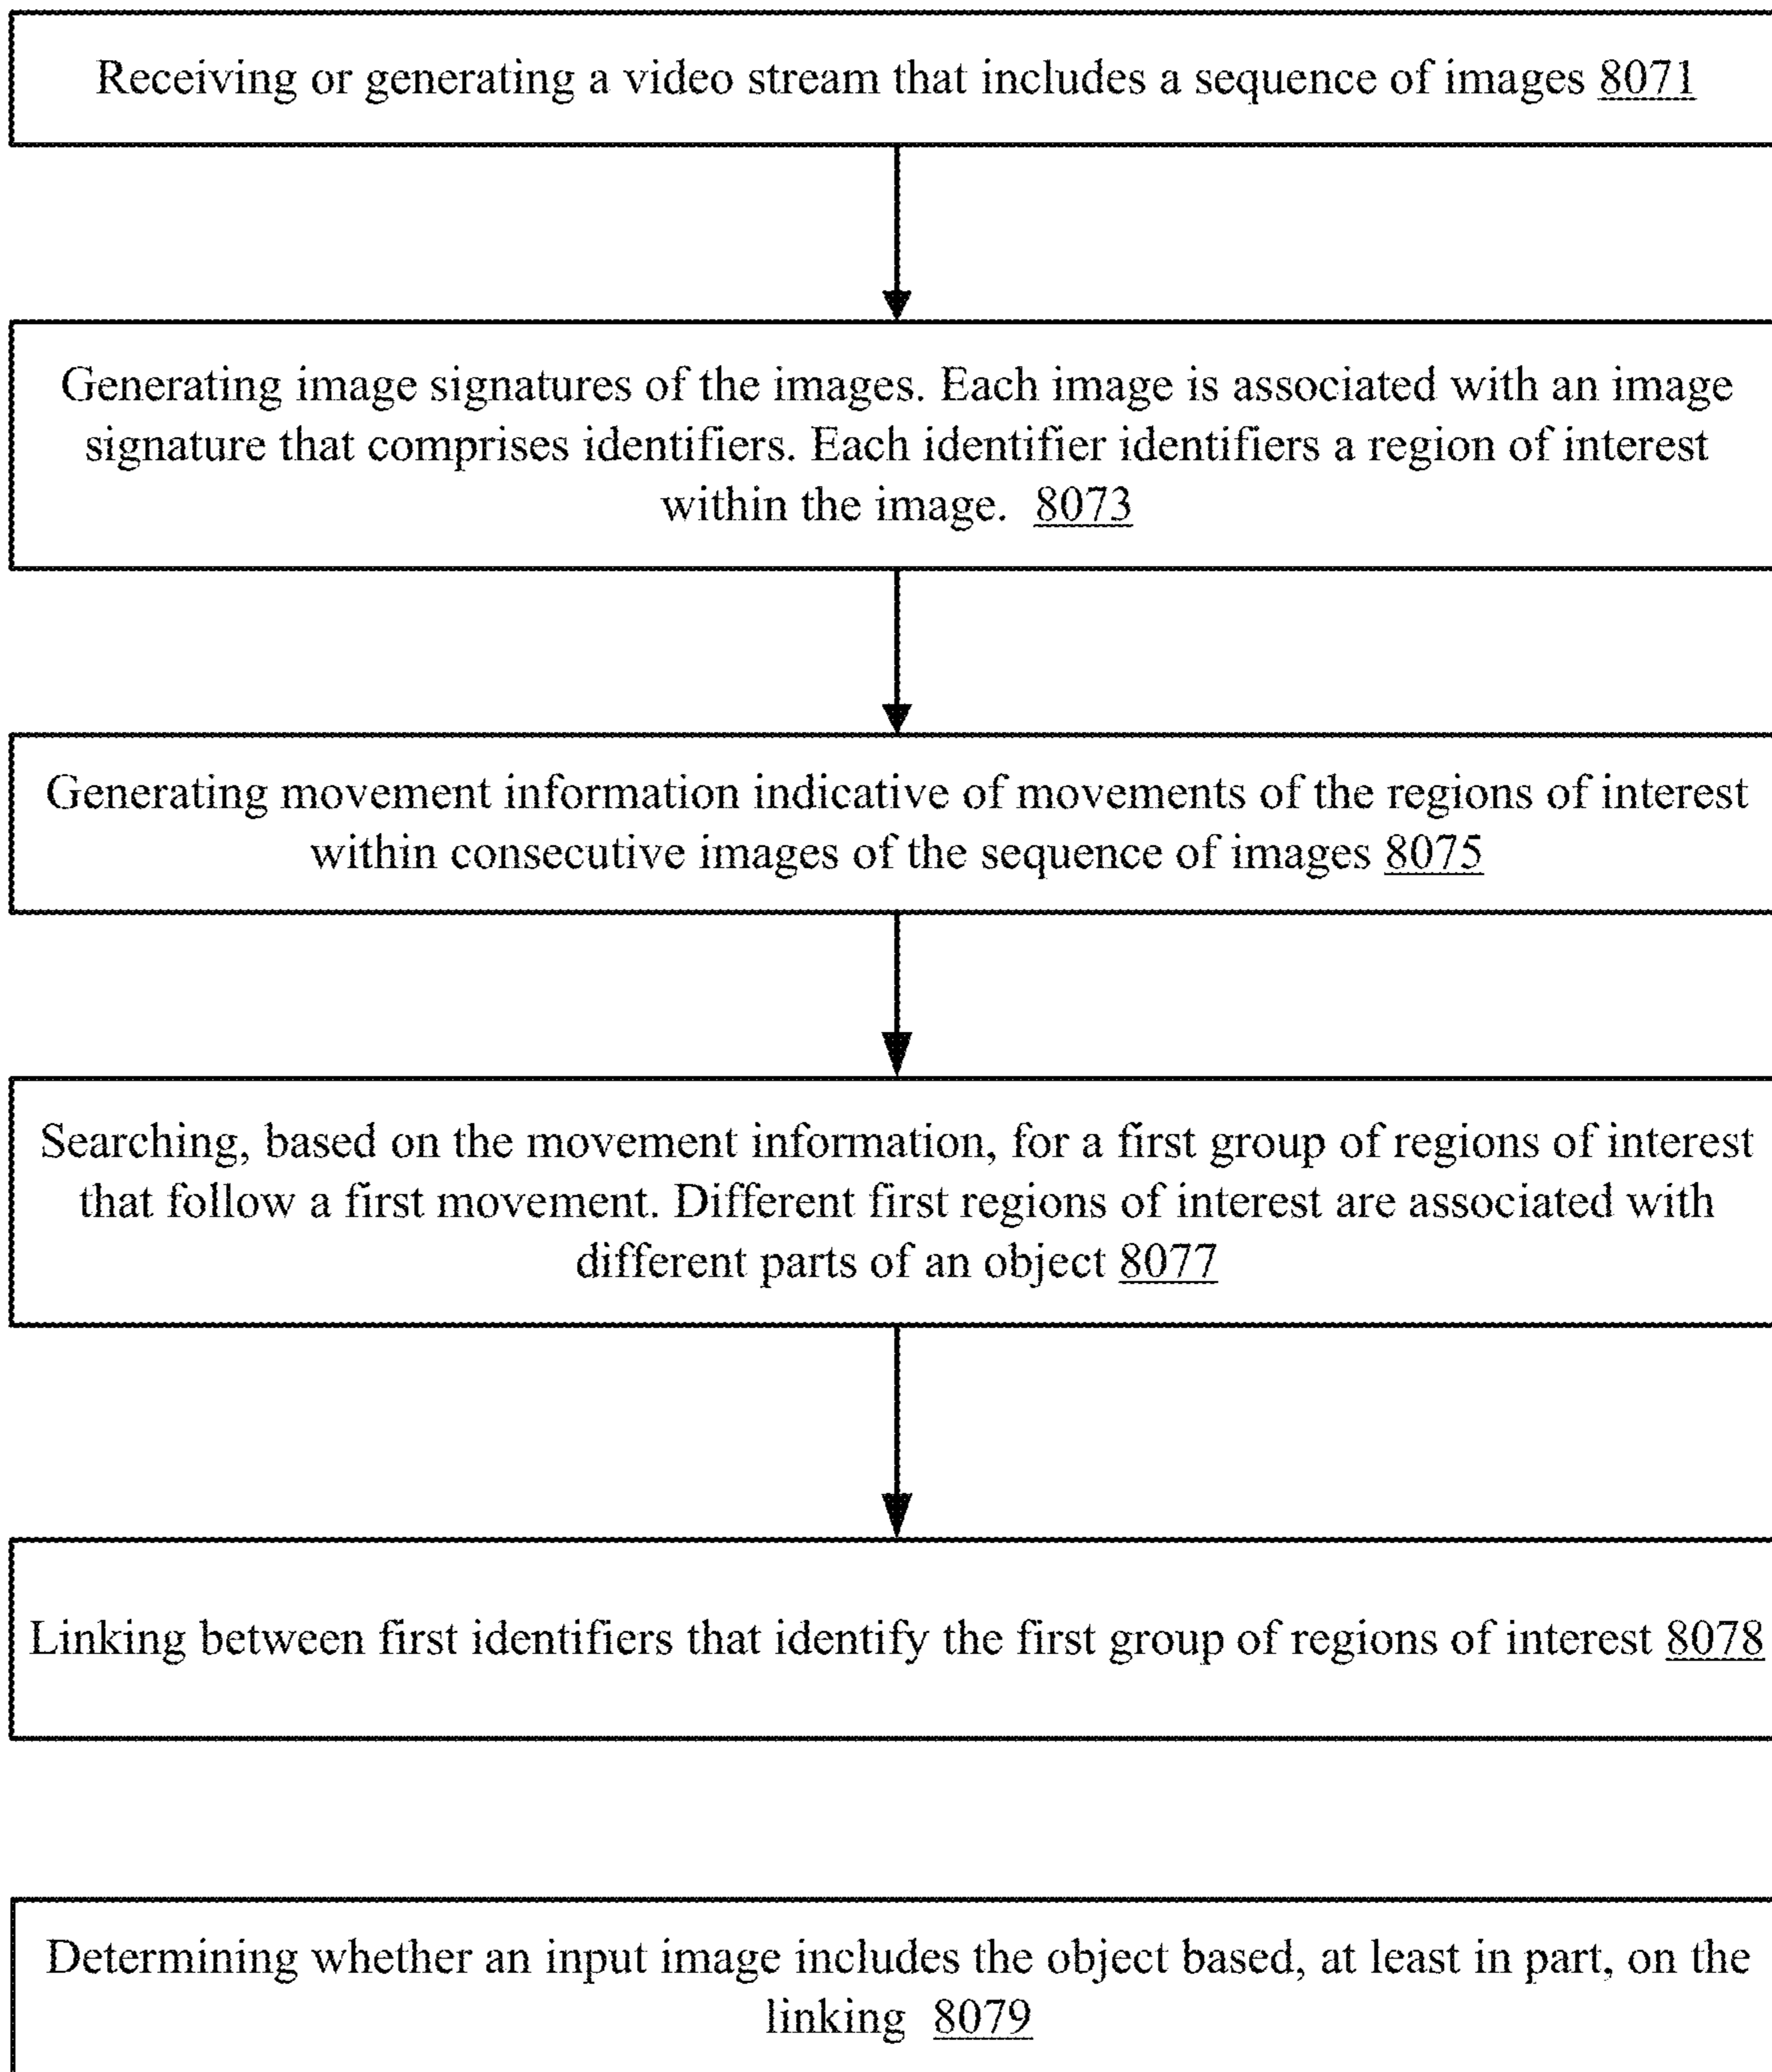 Receiving or generating a video stream that includes a sequence of images 8071
Generating image signatures of the images. Each image is associated with an image
signature that comprises identifiers. Each identifier identifiers a region of interest
within the image. 8073
Generating movement information indicative of movements of the regions of interest
within consecutive images of the sequence of images 8075
Searching, based on the movement information, for a first group of regions of interest
that follow a first movement. Different first regions of interest are associated with
different parts of an object 8077
Linking between first identifiers that identify the first group of regions of interest 8078
Determining whether an input image includes the object based, at least in part, on the
linking 8079